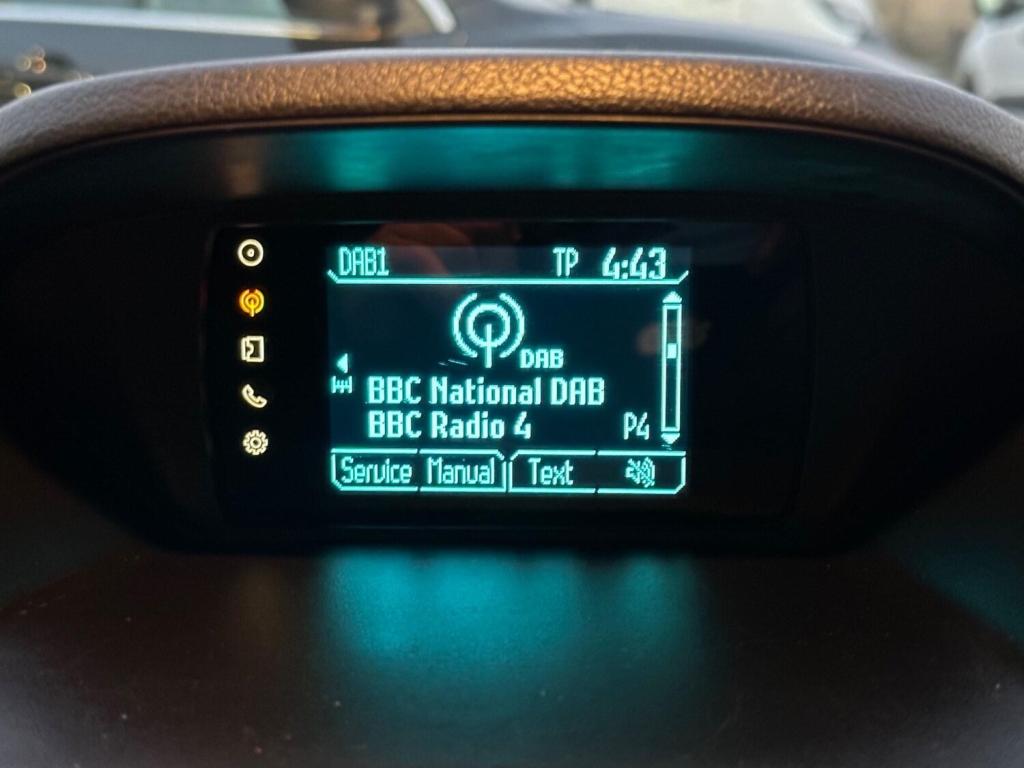 DAB1 TP 4:43
DAB
BBC National DAB
BBC Radio 4 P4
Service Manual Text